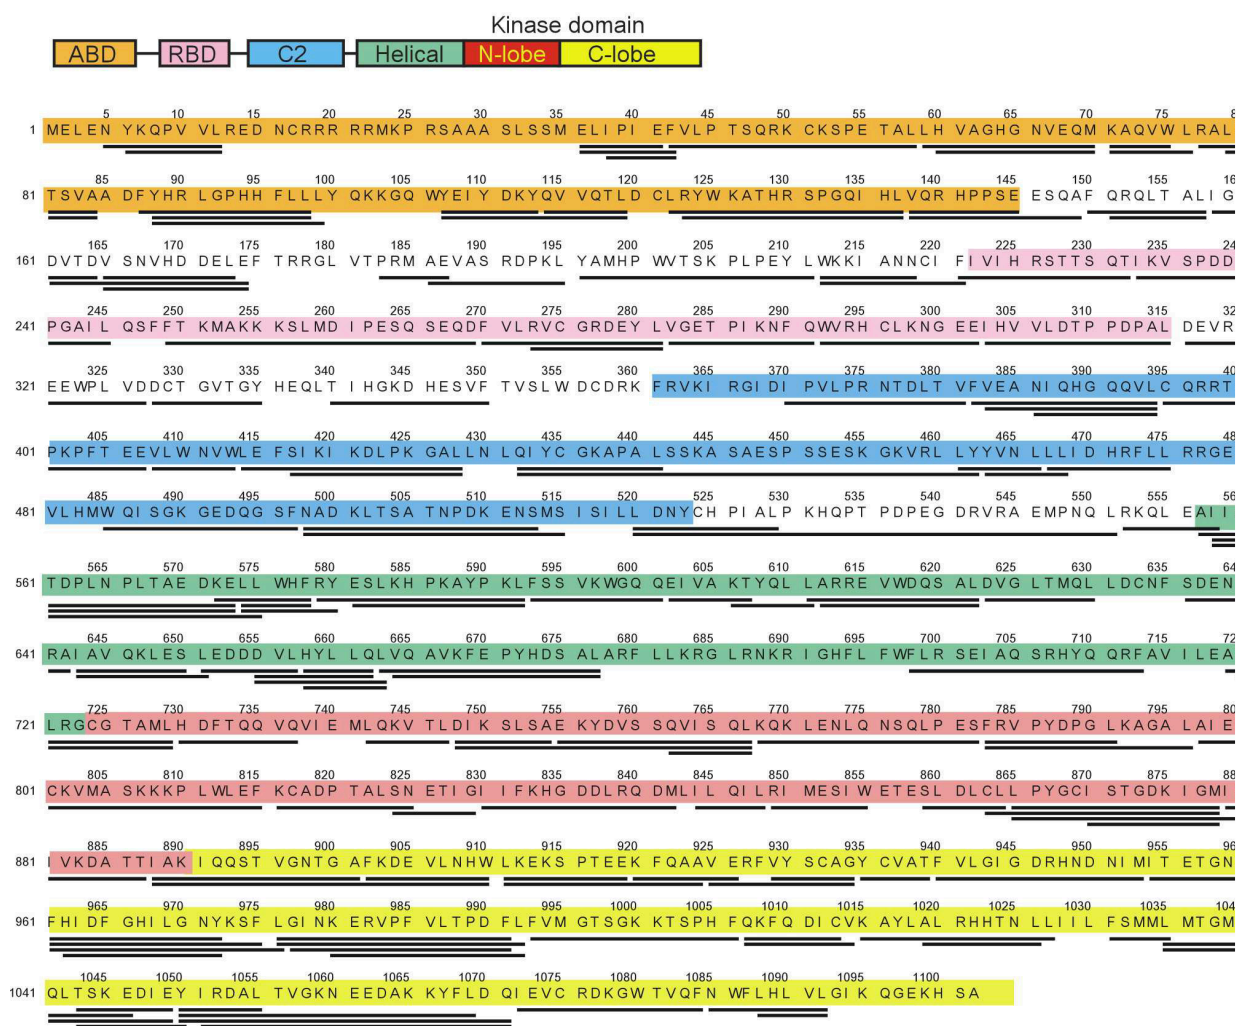 Kinase domain
ABD RBD C2 Helical N-lobe C-lobe
5 10 15 20 25 30 35 40 45 50 55 60 65 70 75 8
1 MELEN YKQPV VLRED NCRRR RRMKP RSAAA SLSSM ELIPI EFVLP TSQRK CKSPE TALLH VAGHG NVEQM KAQVW LRAL
85 90 95 100 105 110 115 120 125 130 135 140 145 150 155 16
81 TSVAA DFYHR LGPHH FLLLY QKKGQ WYEIY DKYQV VQTLD CLRYW KATHR SPGQI HLVQR HPPSE ESQAF QRQLT ALIG
165 170 175 180 185 190 195 200 205 210 215 220 225 230 235 24
161 DVTDV SNVHD DELEF TRRGL VTPRM AEVAS RDPKL YAMHP WVTSK PLPEY LWKKI ANNCI FIVIH RSTTS QTIKV SPDD
245 250 255 260 265 270 275 280 285 290 295 300 305 310 315 32
241 PGAIL QSFFT KMAKK KSLMD IPESQ SEQDF VLRVC GRDEY LVGET PIKNF QWVRH CLKNG EEIHV VLDTP PDPAL DEVR
325 330 335 340 345 350 355 360 365 370 375 380 385 390 395 40
321 EEWPL VDDCT GVTGY HEQLT IHGKD HESVF TVSLW DCDRK FRVKI RGIDI PVLPR NTDLT VFVEA NIQHG QQVLC QRRT
405 410 415 420 425 430 435 440 445 450 455 460 465 470 475 48
401 PKPFT EEVLW NVWLE FSIKI KDLPK GALLN LQIYC GKAPA LSSKA SAESP SSESK GKVRL LYYVN LLLID HRFLL RRGE
485 490 495 500 505 510 515 520 525 530 535 540 545 550 555 56
481 VLHMW QISGK GEDQG SFNAD KLTSA TNPDK ENSMS ISILL DNYCH PIALP KHQPT PDPEG DRVRA EMPNQ LRKQL EAIIP
565 570 575 580 585 590 595 600 605 610 615 620 625 630 635 64
561 TDPLN PLTAE DKELL WHFRY ESLKH PKAYP KLFSS VKWGQ QEIVA KTYQL LARRE VWDQS ALDVG LTMQL LDCNF SDEN
645 650 655 660 665 670 675 680 685 690 695 700 705 710 715 72
641 RAIAV QKLES LEDDD VLHYL LQLVQ AVKFE PYHDS ALARF LLKRG LRNKR IGHFL FWFLR SEIAQ SRHYQ QRFAV ILEA
725 730 735 740 745 750 755 760 765 770 775 780 785 790 795 80
721 LRGCG TAMLH DFTQQ VQVIE MLQKV TLDIK SLSAE KYDVS SQVIS QLKQK LENLQ NSQLP ESFRV PYDPG LKAGA LAIE
805 810 815 820 825 830 835 840 845 850 855 860 865 870 875 88
801 CKVMA SKKKP LWLEF KCADP TALSN ETIGI IFKHG DDLRQ DMLIL QILRI MESIW ETESL DLCLL PYGCI STGDK IGMI
885 890 895 900 905 910 915 920 925 930 935 940 945 950 955 96
881 IVKDA TTIAK IQQST VGNTG AFKDE VLNHW LKEKS PTEEK FQAAV ERFVY SCAGY CVATF VLGIG DRHND NIMIT ETGN
965 970 975 980 985 990 995 1000 1005 1010 1015 1020 1025 1030 1035 104
961 FHIDF GHILG NYKSF LGINK ERVPF VLTPD FLFVM GTSGK KTSPH FQKFQ DICVK AYLAL RHHTN LLIIL FSMML MTGM
1045 1050 1055 1060 1065 1070 1075 1080 1085 1090 1095 1100
1041 QLTSK EDIEY IRDAL TVGKN EEDAK KYFLD QIEVC RDKGW TVQFN WFLHL VLGIK QGEKH SA